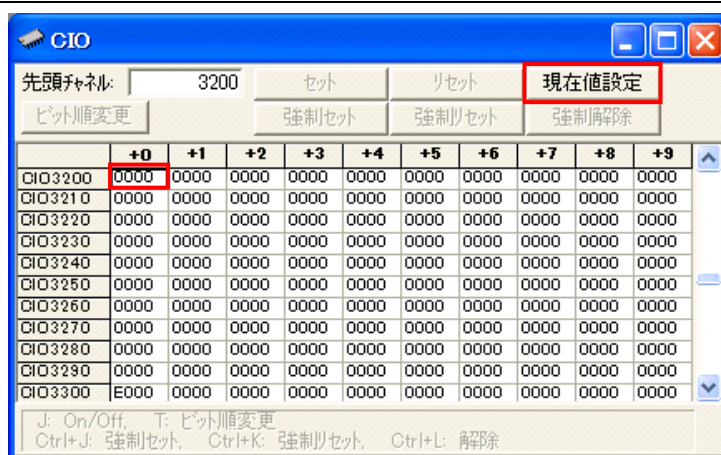 CIO
先頭チャネル: 3200 セット リセット 現在値設定
ビット順変更 強制セット 強制リセット 強制解除
+0 +1 +2 +3 +4 +5 +6 +7 +8 +9
CIO3200 0000 0000 0000 0000 0000 0000 0000 0000 0000 0000
CIO3210 0000 0000 0000 0000 0000 0000 0000 0000 0000 0000
CIO3220 0000 0000 0000 0000 0000 0000 0000 0000 0000 0000
CIO3230 0000 0000 0000 0000 0000 0000 0000 0000 0000 0000
CIO3240 0000 0000 0000 0000 0000 0000 0000 0000 0000 0000
CIO3250 0000 0000 0000 0000 0000 0000 0000 0000 0000 0000
CIO3260 0000 0000 0000 0000 0000 0000 0000 0000 0000 0000
CIO3270 0000 0000 0000 0000 0000 0000 0000 0000 0000 0000
CIO3280 0000 0000 0000 0000 0000 0000 0000 0000 0000 0000
CIO3290 0000 0000 0000 0000 0000 0000 0000 0000 0000 0000
CIO3300 E000 0000 0000 0000 0000 0000 0000 0000 0000 0000
J: On/Off, T: ビット順変更
Ctrl+J: 強制セット, Ctrl+K: 強制リセット, Ctrl+L: 解除